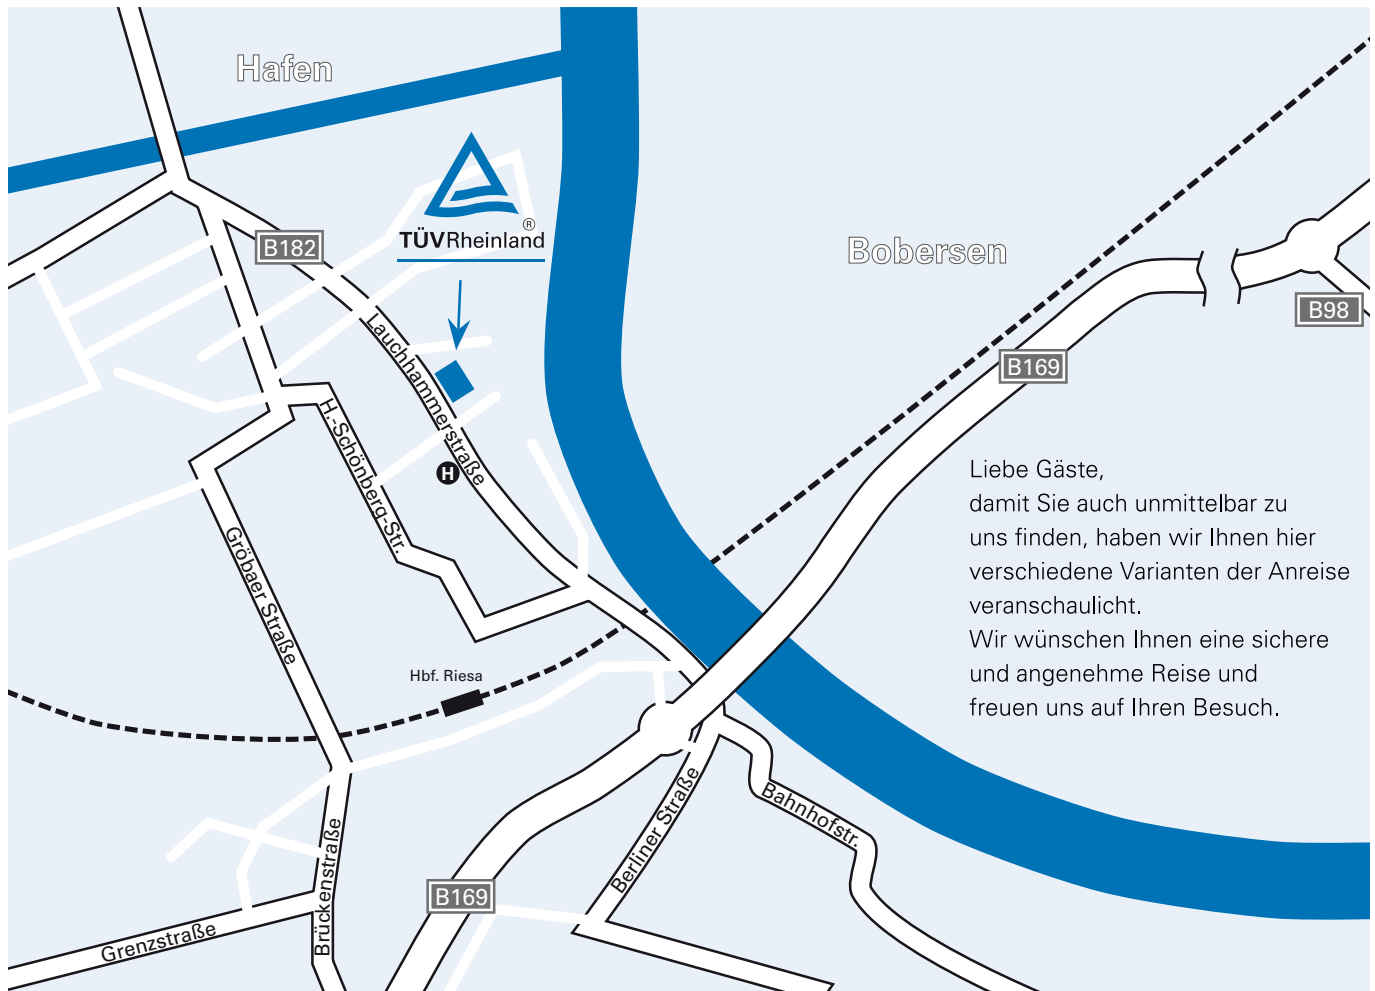 Hafen
TÜVRheinland®
B182
Bobersen
B98
B169
Lauchhammerstraße
H.-Schönberg-Str.
H
Liebe Gäste,
damit Sie auch unmittelbar zu
uns finden, haben wir Ihnen hier
verschiedene Varianten der Anreise
veranschaulicht.
Wir wünschen Ihnen eine sichere
und angenehme Reise und
freuen uns auf Ihren Besuch.
Gröbaer Straße
Hbf. Riesa
Berliner Straße
Bahnhofstr.
Brückenstraße
B169
Grenzstraße